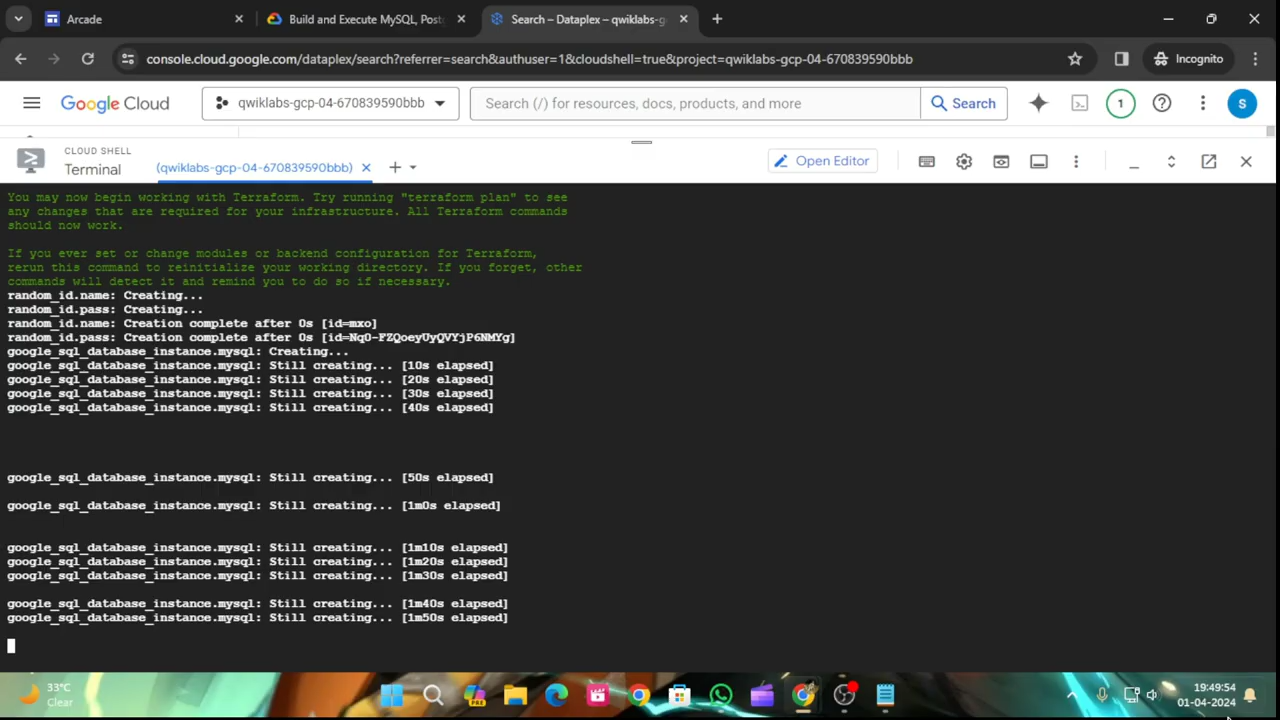 Arcade
Build and Execute MySQL, Post
Search – Dataplex – qwiklabs-g
console.cloud.google.com/dataplex/search?referrer=search&authuser=1&cloudshell=true&project=qwiklabs-gcp-04-670839590bbb
Incognito
Google Cloud
qwiklabs-gcp-04-670839590bbb
Search (/) for resources, docs, products, and more
Search
1
S
CLOUD SHELL
Terminal
(qwiklabs-gcp-04-670839590bbb)
Open Editor
You may now begin working with Terraform. Try running "terraform plan" to see
any changes that are required for your infrastructure. All Terraform commands
should now work.
If you ever set or change modules or backend configuration for Terraform,
rerun this command to reinitialize your working directory. If you forget, other
commands will detect it and remind you to do so if necessary.
random_id.name: Creating...
random_id.pass: Creating...
random_id.name: Creation complete after 0s [id=mxo]
random_id.pass: Creation complete after 0s [id=Nq0-FZQoeyUyQVYjP6NMYg]
google_sql_database_instance.mysql: Creating...
google_sql_database_instance.mysql: Still creating... [10s elapsed]
google_sql_database_instance.mysql: Still creating... [20s elapsed]
google_sql_database_instance.mysql: Still creating... [30s elapsed]
google_sql_database_instance.mysql: Still creating... [40s elapsed]
google_sql_database_instance.mysql: Still creating... [50s elapsed]
google_sql_database_instance.mysql: Still creating... [1m0s elapsed]
google_sql_database_instance.mysql: Still creating... [1m10s elapsed]
google_sql_database_instance.mysql: Still creating... [1m20s elapsed]
google_sql_database_instance.mysql: Still creating... [1m30s elapsed]
google_sql_database_instance.mysql: Still creating... [1m40s elapsed]
google_sql_database_instance.mysql: Still creating... [1m50s elapsed]
33°C
Clear
PRE
19:49:54
01-04-2024